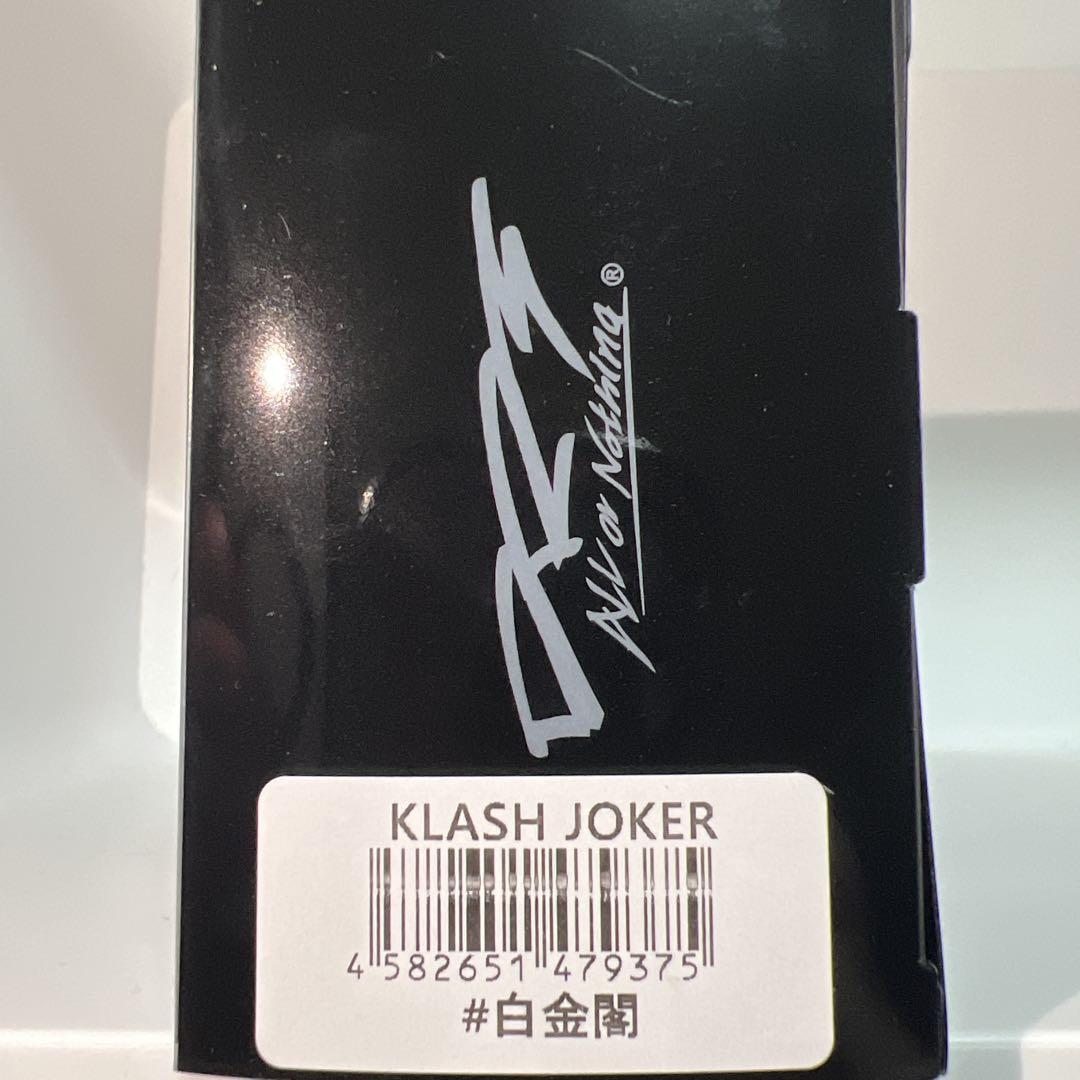 DRT
All or Nothing®
KLASH JOKER
4 582651 479375
#白金閣